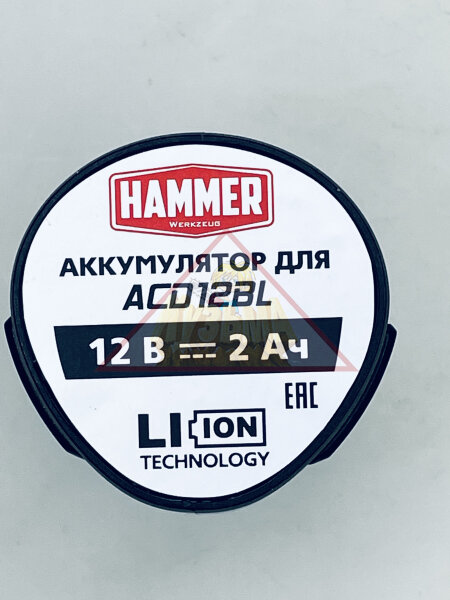 HAMMER
WERKZEUG
АККУМУЛЯТОР ДЛЯ
ACD12BL
12 В ⎓ 2 Ач
EAC
LI ION
TECHNOLOGY